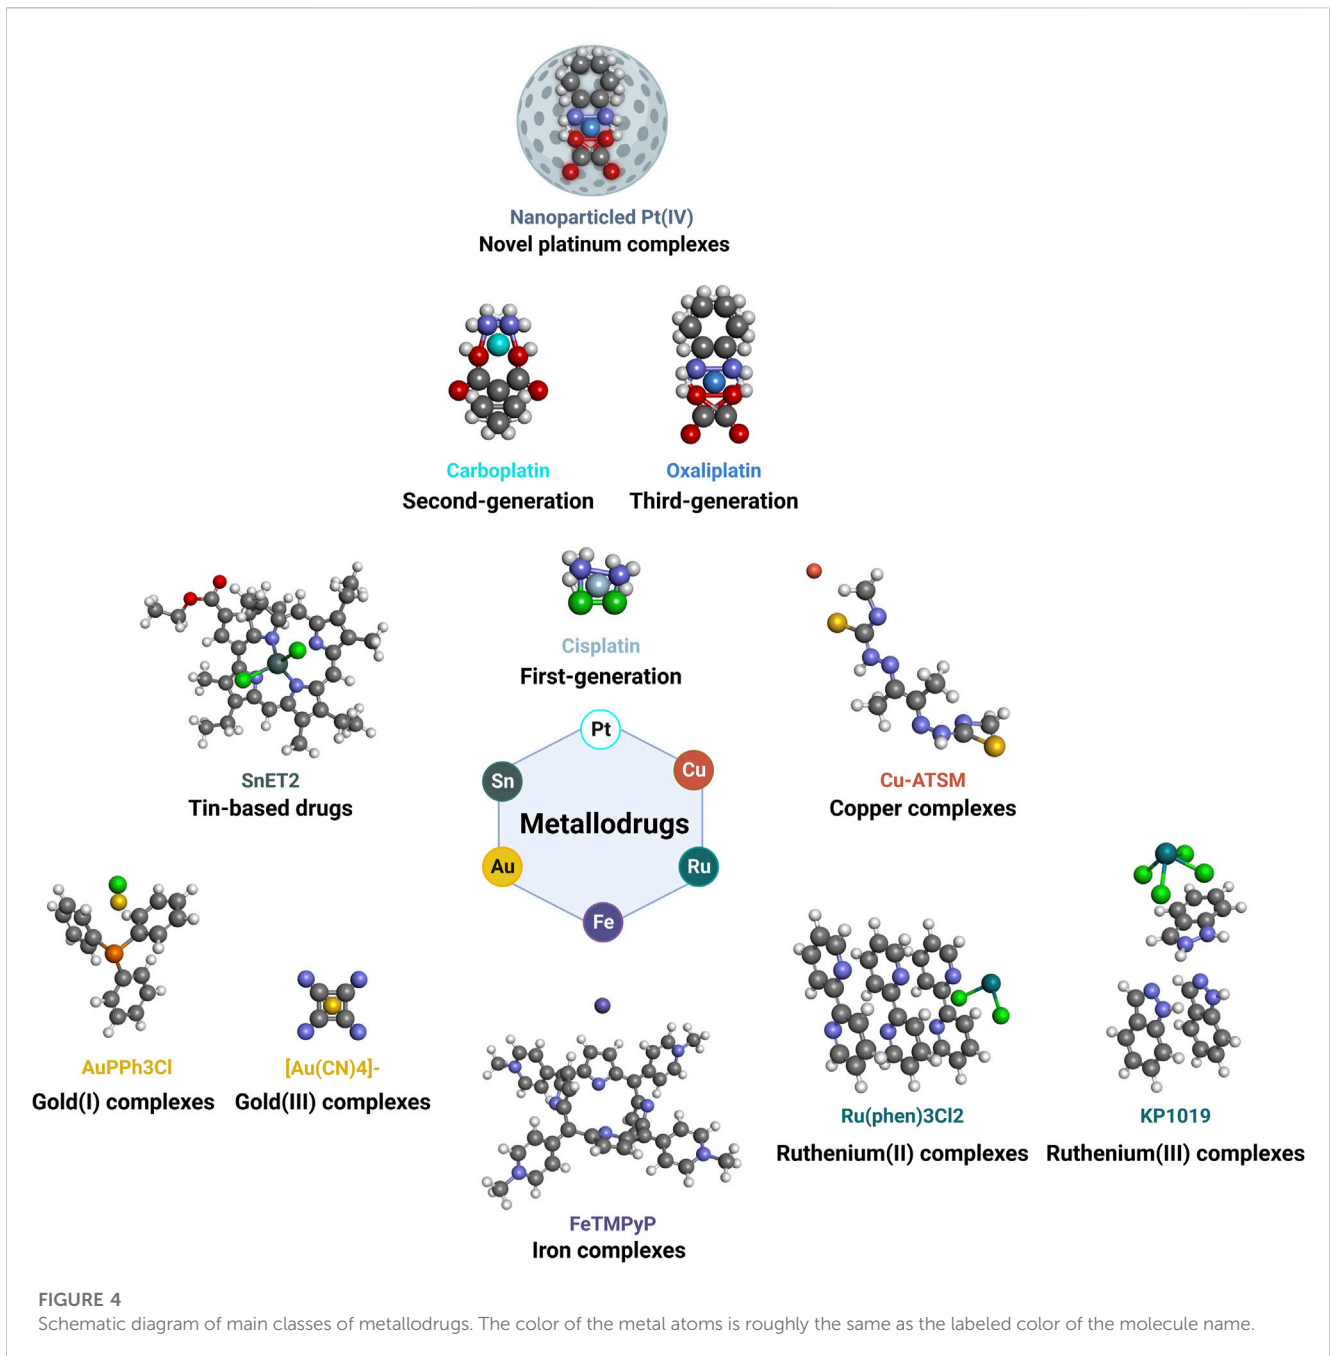 Nanoparticled Pt(IV)
Novel platinum complexes
Carboplatin
Second-generation
Oxaliplatin
Third-generation
Cisplatin
First-generation
SnET2
Tin-based drugs
Cu-ATSM
Copper complexes
Pt
Sn
Cu
Metallodrugs
Au
Ru
Fe
AuPPh3Cl
Gold(I) complexes
[Au(CN)4]-
Gold(III) complexes
FeTMPyP
Iron complexes
Ru(phen)3Cl2
Ruthenium(II) complexes
KP1019
Ruthenium(III) complexes
FIGURE 4
Schematic diagram of main classes of metallodrugs. The color of the metal atoms is roughly the same as the labeled color of the molecule name.